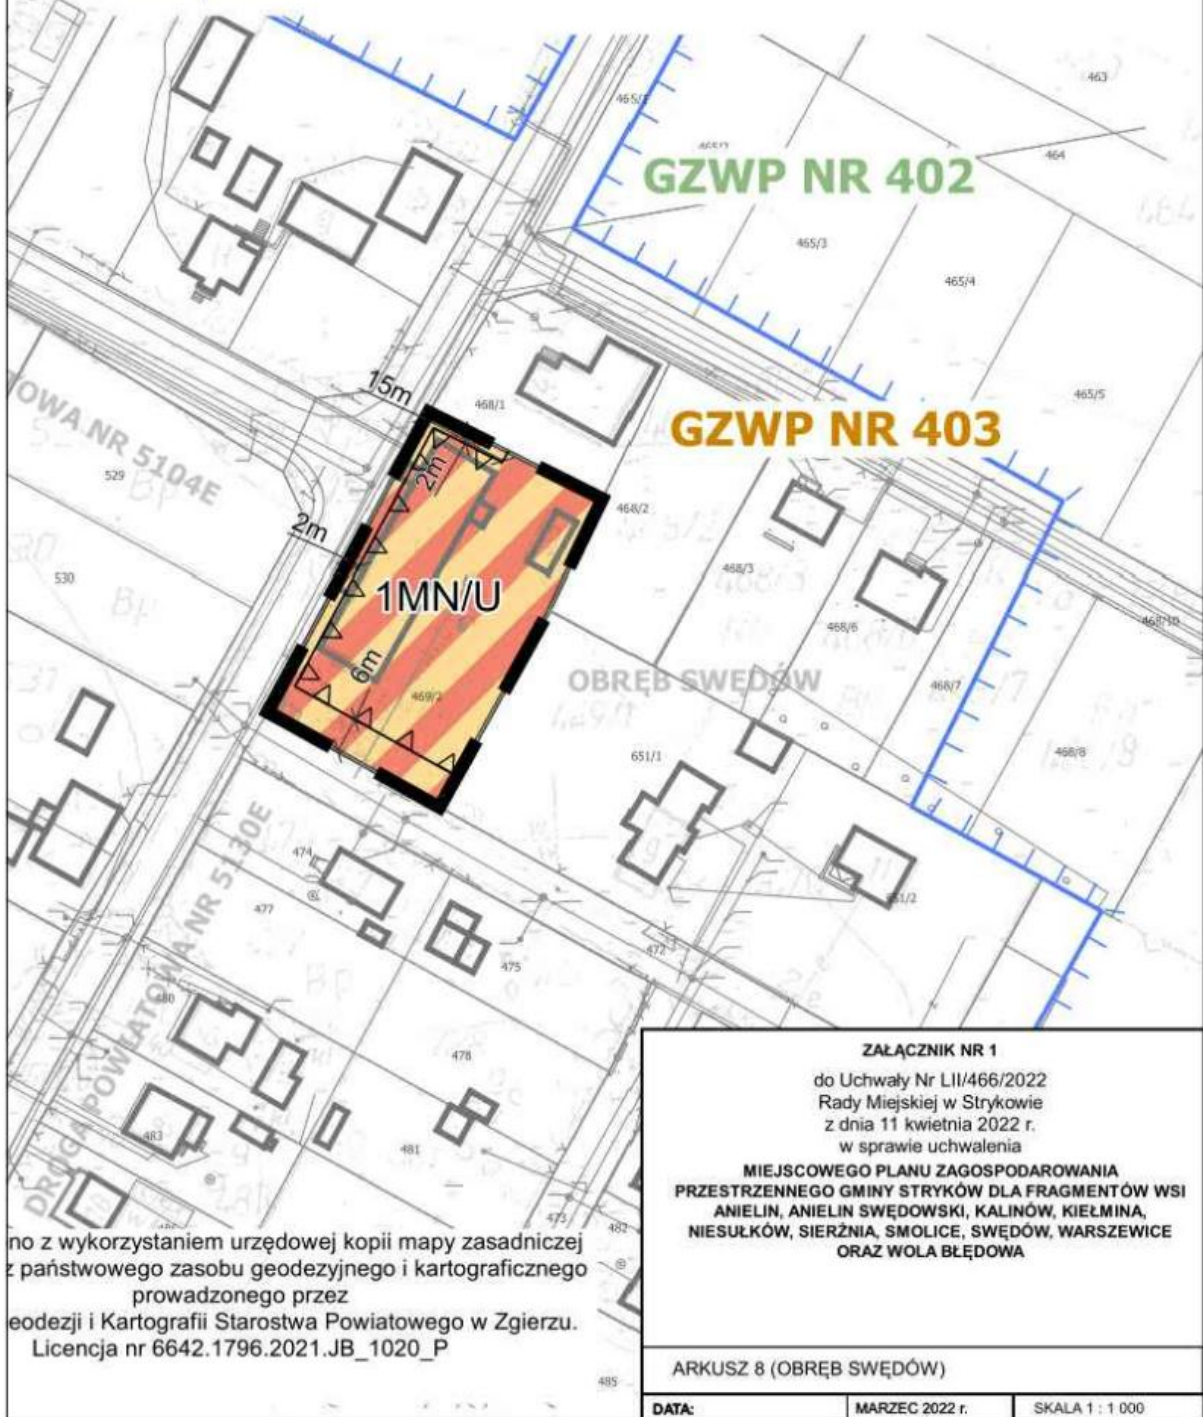 463
465/1
GZWP NR 402
464
465/3
465/4
465/5
15m
468/1
GZWP NR 403
TOWA NR 5104E
529
2m
2m
468/2
530
468/3
1MN/U
468/6
468/10
6m
OBRĘB SWĘDÓW
468/7
469/2
651/1
468/8
DROGA POWIATOWA NR 5130E
474
477
651/2
472
475
480
478
483
481
473
482
485
no z wykorzystaniem urzędowej kopii mapy zasadniczej
z państwowego zasobu geodezyjnego i kartograficznego
prowadzonego przez
eodezji i Kartografii Starostwa Powiatowego w Zgierzu.
Licencja nr 6642.1796.2021.JB_1020_P
ZAŁĄCZNIK NR 1
do Uchwały Nr LII/466/2022
Rady Miejskiej w Strykowie
z dnia 11 kwietnia 2022 r.
w sprawie uchwalenia
MIEJSCOWEGO PLANU ZAGOSPODAROWANIA
PRZESTRZENNEGO GMINY STRYKÓW DLA FRAGMENTÓW WSI
ANIELIN, ANIELIN SWĘDOWSKI, KALINÓW, KIEŁMINA,
NIESUŁKÓW, SIERŻNIA, SMOLICE, SWĘDÓW, WARSZEWICE
ORAZ WOLA BŁĘDOWA
ARKUSZ 8 (OBRĘB SWĘDÓW)
DATA:
MARZEC 2022 r.
SKALA 1 : 1 000